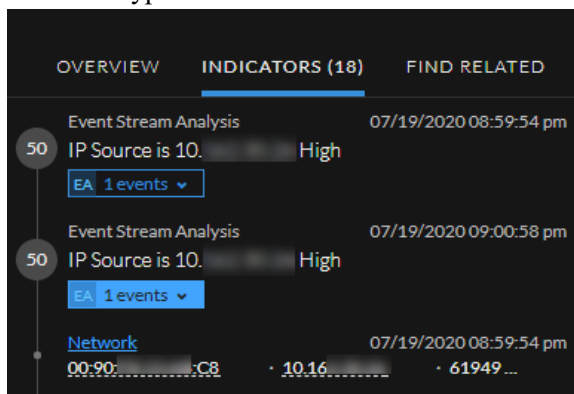 OVERVIEW INDICATORS (18) FIND RELATED
Event Stream Analysis 07/19/2020 08:59:54 pm
50 IP Source is 10. High
EA 1 events
Event Stream Analysis 07/19/2020 09:00:58 pm
50 IP Source is 10. High
EA 1 events
Network 07/19/2020 08:59:54 pm
00:90: :C8 · 10.16 · 61949 ...